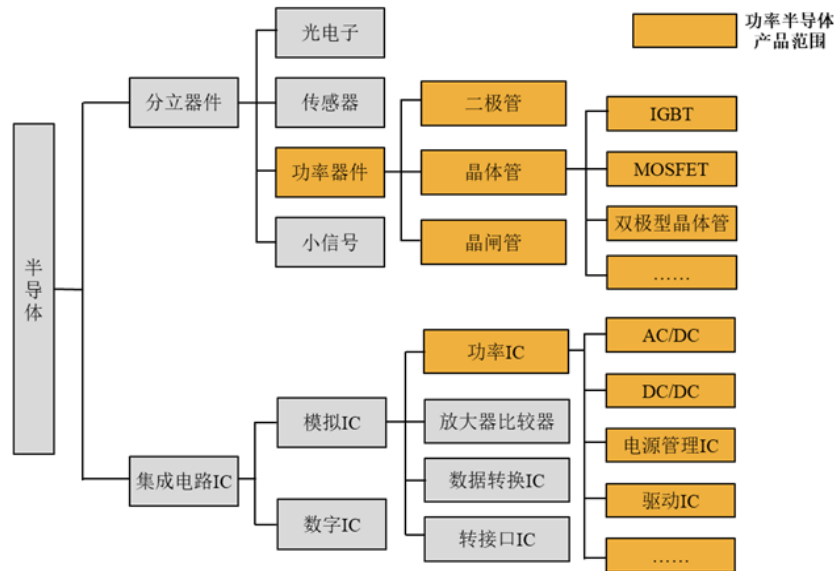 功率半导体
产品范围
半导体
分立器件
光电子
传感器
功率器件
小信号
二极管
晶体管
晶闸管
IGBT
MOSFET
双极型晶体管
……
集成电路IC
模拟IC
数字IC
功率IC
放大器比较器
数据转换IC
转接口IC
AC/DC
DC/DC
电源管理IC
驱动IC
……